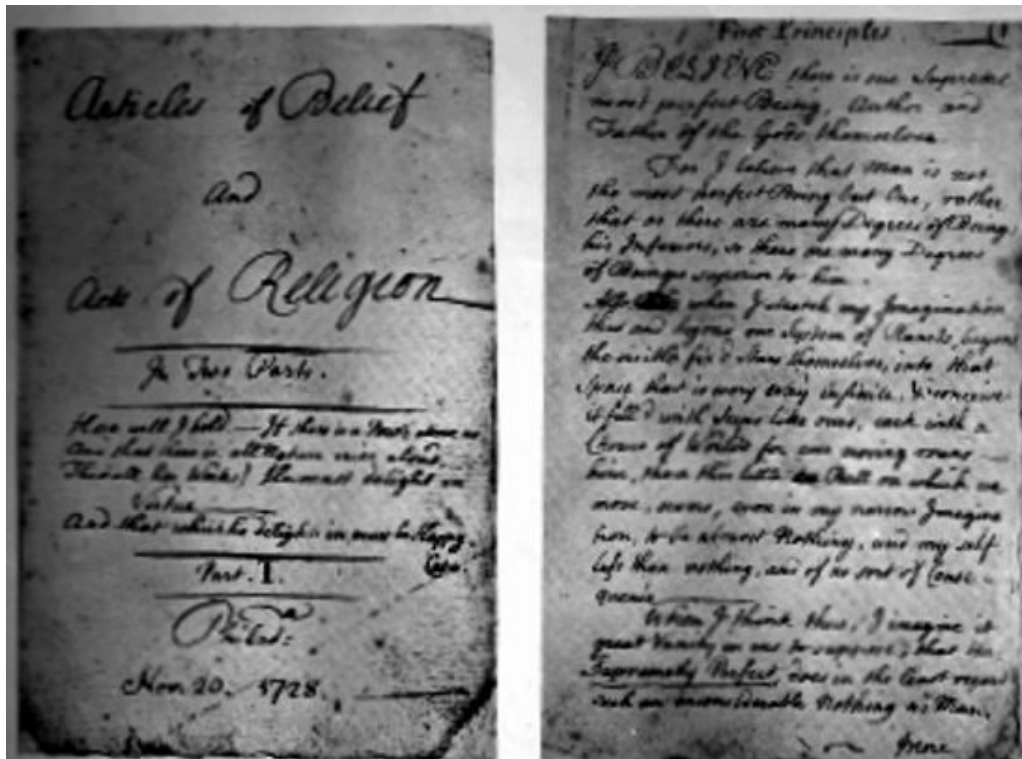 Articles of Belief
And
Acts of Religion
In Two Parts.
Here will I hold — If there is a Pow'r above us
And that there is, all Nature cries aloud,
Thro' all her Works! He must delight in
Virtue
And that which he delights in must be Happy.
Cato.
Part. I.
Philada:
Nov. 20. 1728.
First Principles
I BELIEVE there is one Supreme
most perfect Being, Author and
Father of the Gods themselves.
For I believe that Man is not
the most perfect Being but One, rather
that as there are many Degrees of Beings
his Inferiors, so there are many Degrees
of Beings superior to him.
Also when I stretch my Imagination
thro' and beyond our System of Planets, beyond
the visible fix'd Stars themselves, into that
Space that is every Way infinite, & conceive
it fill'd with Suns like ours, each with a
Chorus of Worlds for ever moving round
him, then this little Ball on which we
move, seems, even in my narrow Imagina
tion, to be almost Nothing, and my self
less than nothing, and of no sort of Conse-
quence
When I think thus, I imagine it
great Vanity in me to suppose, that the
Supremely Perfect, does in the least regard
such an inconsiderable Nothing as Man.
More